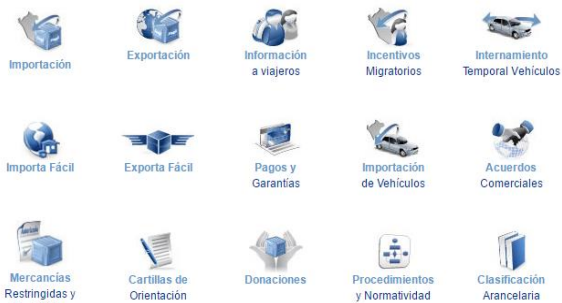 Importación
Exportación
Información
a viajeros
Incentivos
Migratorios
Internamiento
Temporal Vehículos
Importa Fácil
Exporta Fácil
Pagos y
Garantías
Importación
de Vehículos
Acuerdos
Comerciales
Mercancías
Restringidas y
Cartillas de
Orientación
Donaciones
Procedimientos
y Normatividad
Clasificación
Arancelaria